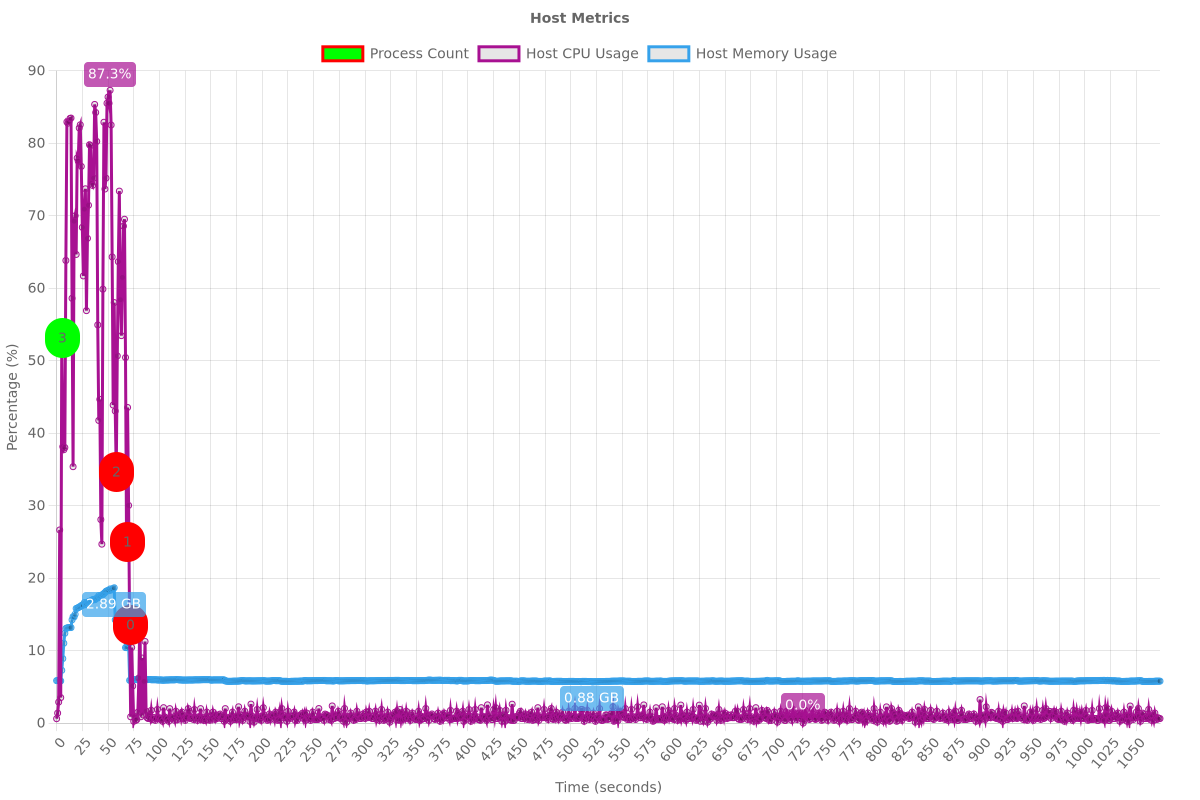 Host Metrics
Process Count Host CPU Usage Host Memory Usage
87.3%
90
80
70
60
50
40
30
20
10
0
Percentage (%)
3
2
1
0
2.89 GB
0.88 GB
0.0%
0 25 50 75 100 125 150 175 200 225 250 275 300 325 350 375 400 425 450 475 500 525 550 575 600 625 650 675 700 725 750 775 800 825 850 875 900 925 950 975 1000 1025 1050
Time (seconds)